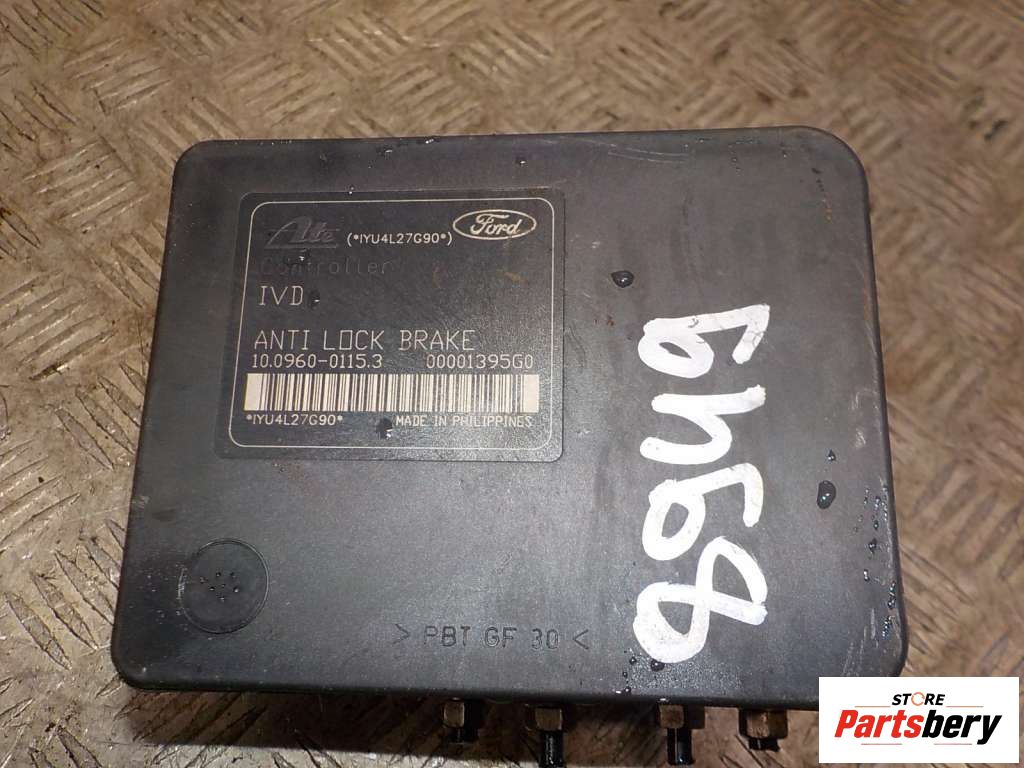 Ate (*IYU4L27G90*) Ford
Controller
IVD
ANTI LOCK BRAKE
10.0960-0115.3 00001395G0
*IYU4L27G90* MADE IN PHILIPPINES
> PBT GF 30 <
STORE
Partsbery